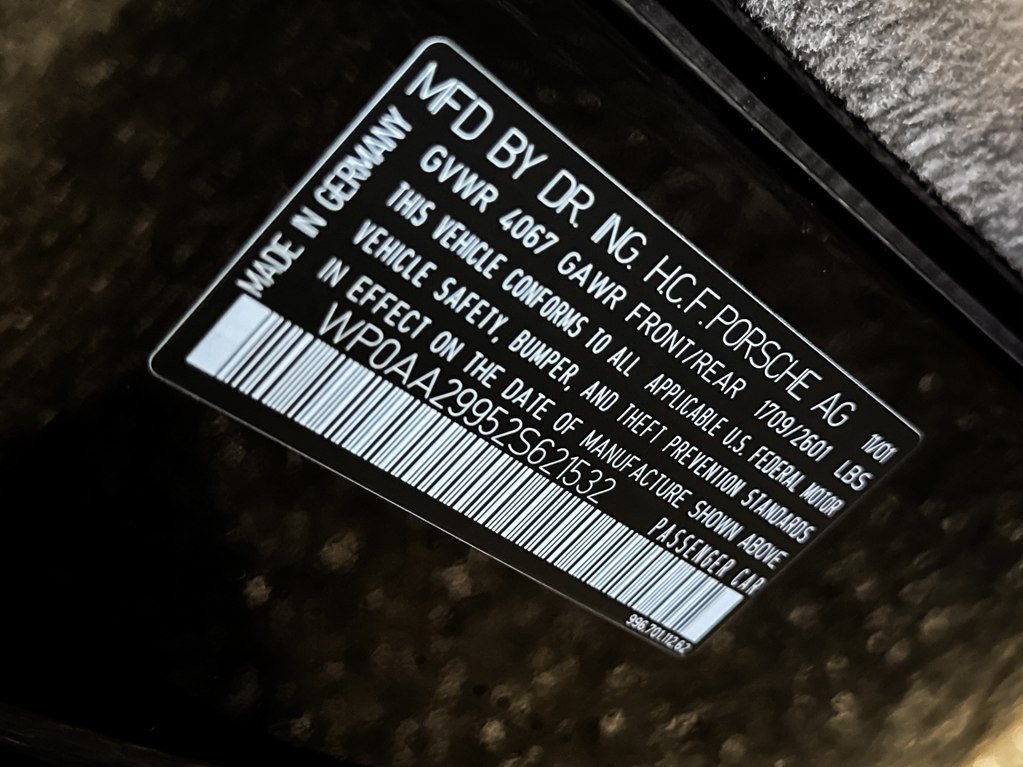 MFD BY DR. ING. H.C.F. PORSCHE AG 11/01
GVWR 4067 GAWR FRONT/REAR 1709/2601 LBS
THIS VEHICLE CONFORMS TO ALL APPLICABLE U.S. FEDERAL MOTOR
VEHICLE SAFETY, BUMPER, AND THEFT PREVENTION STANDARDS
IN EFFECT ON THE DATE OF MANUFACTURE SHOWN ABOVE
WP0AA29952S621532 PASSENGER CAR
MADE IN GERMANY
996.701.112.62